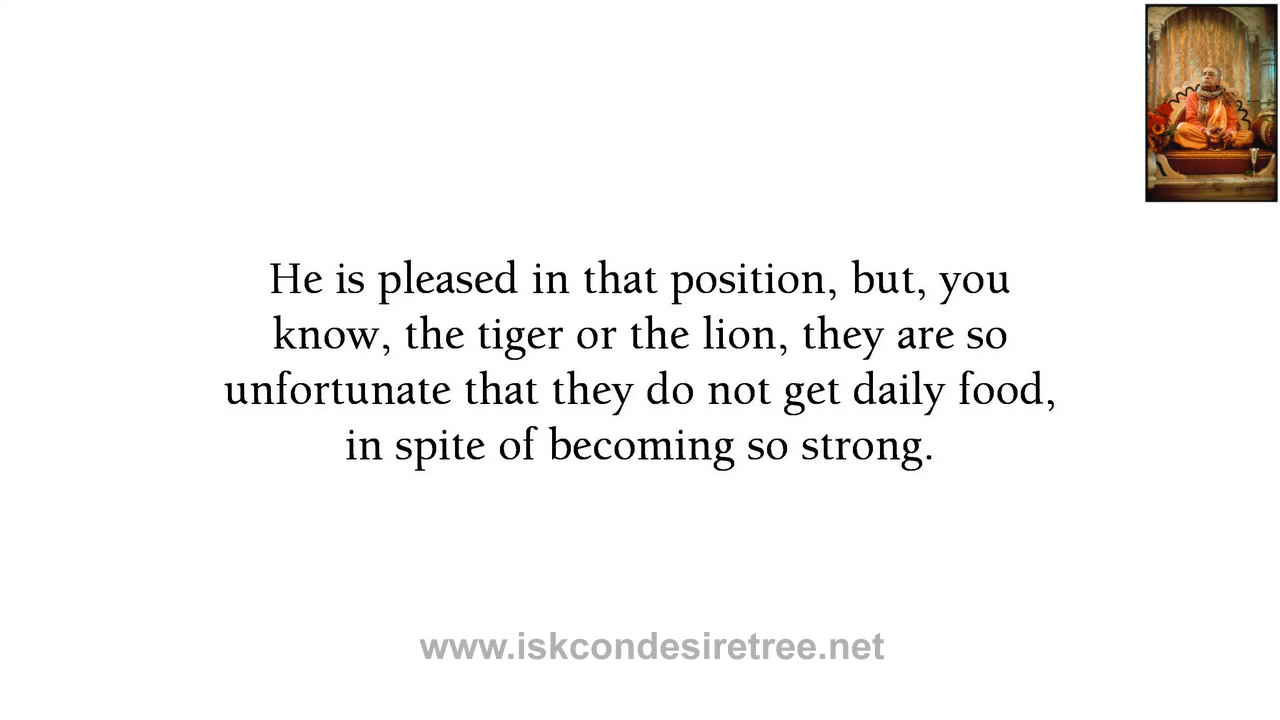 He is pleased in that position, but, you
know, the tiger or the lion, they are so
unfortunate that they do not get daily food,
in spite of becoming so strong.
www.iskcondesiretree.net